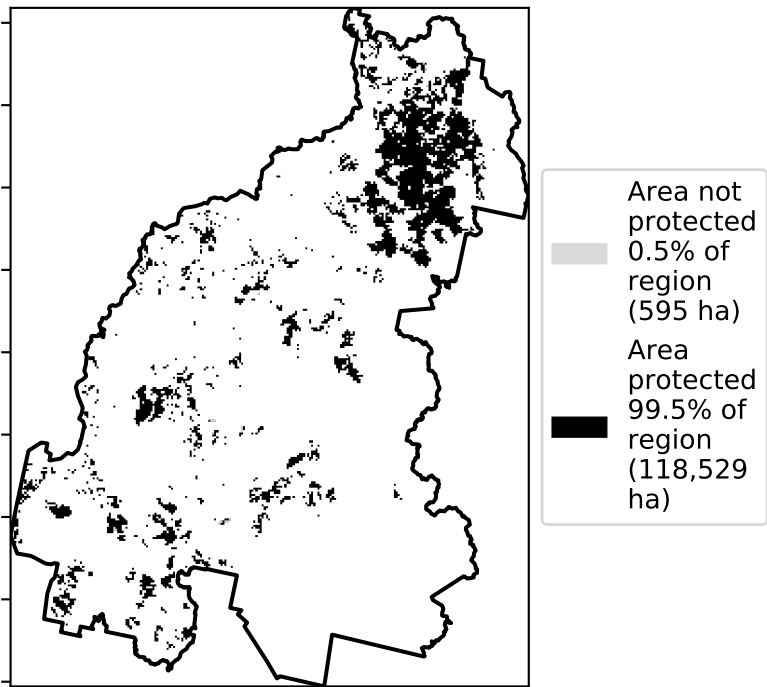 Area not
protected
0.5% of
region
(595 ha)
Area
protected
99.5% of
region
(118,529
ha)